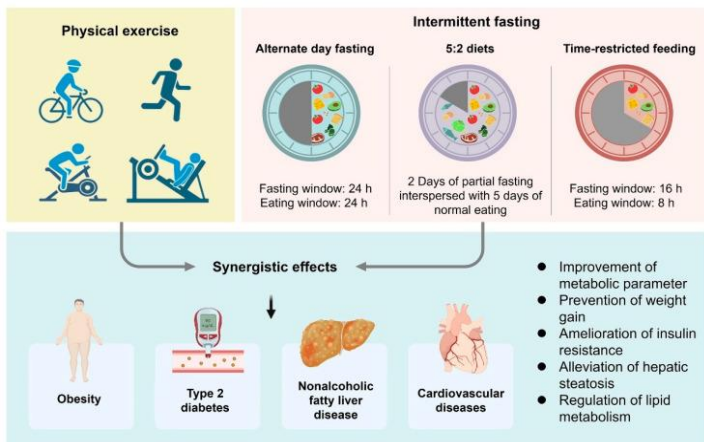 Physical exercise
Intermittent fasting
Alternate day fasting
Fasting window: 24 h
Eating window: 24 h
5:2 diets
2 Days of partial fasting
interspersed with 5 days of
normal eating
Time-restricted feeding
Fasting window: 16 h
Eating window: 8 h
Synergistic effects
Obesity
Type 2
diabetes
Nonalcoholic
fatty liver
disease
Cardiovascular
diseases
● Improvement of
metabolic parameter
● Prevention of weight
gain
● Amelioration of insulin
resistance
● Alleviation of hepatic
steatosis
● Regulation of lipid
metabolism